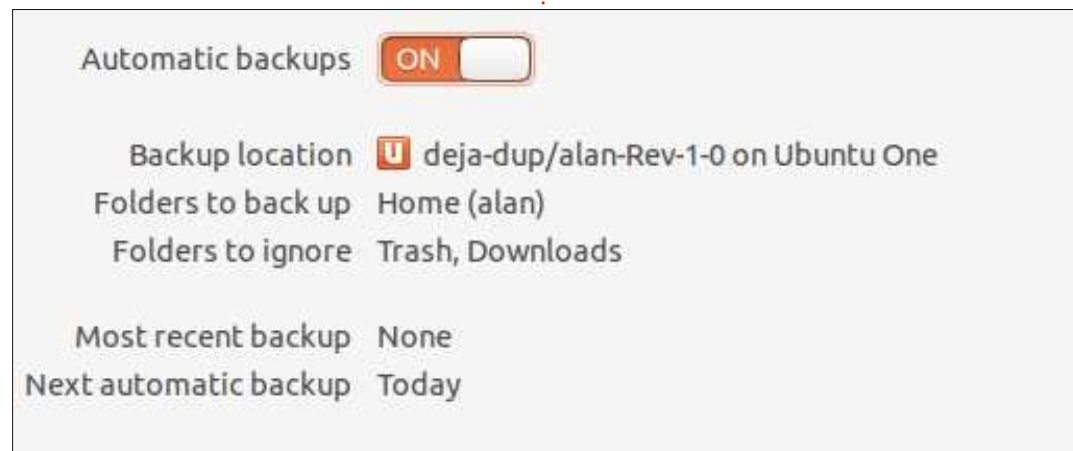 Automatic backups ON
Backup location U deja-dup/alan-Rev-1-0 on Ubuntu One
Folders to back up Home (alan)
Folders to ignore Trash, Downloads
Most recent backup None
Next automatic backup Today